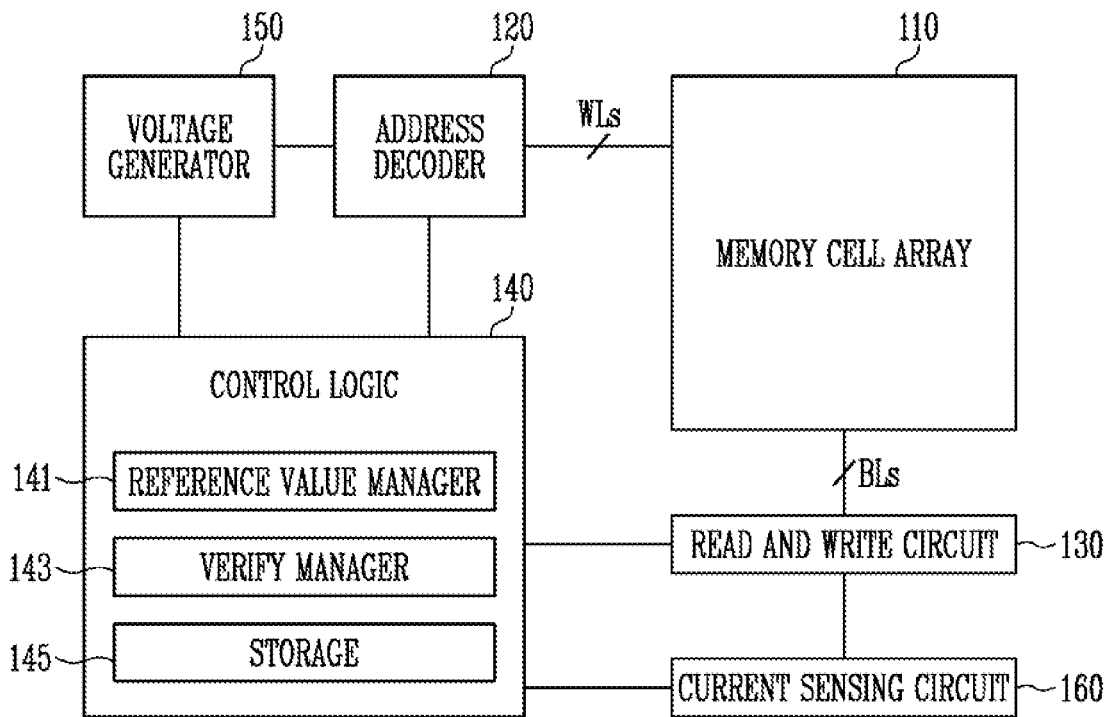 150
120
110
VOLTAGE
GENERATOR
ADDRESS
DECODER
WLs
MEMORY CELL ARRAY
140
CONTROL LOGIC
141
REFERENCE VALUE MANAGER
BLs
143
VERIFY MANAGER
READ AND WRITE CIRCUIT
130
145
STORAGE
CURRENT SENSING CIRCUIT
160